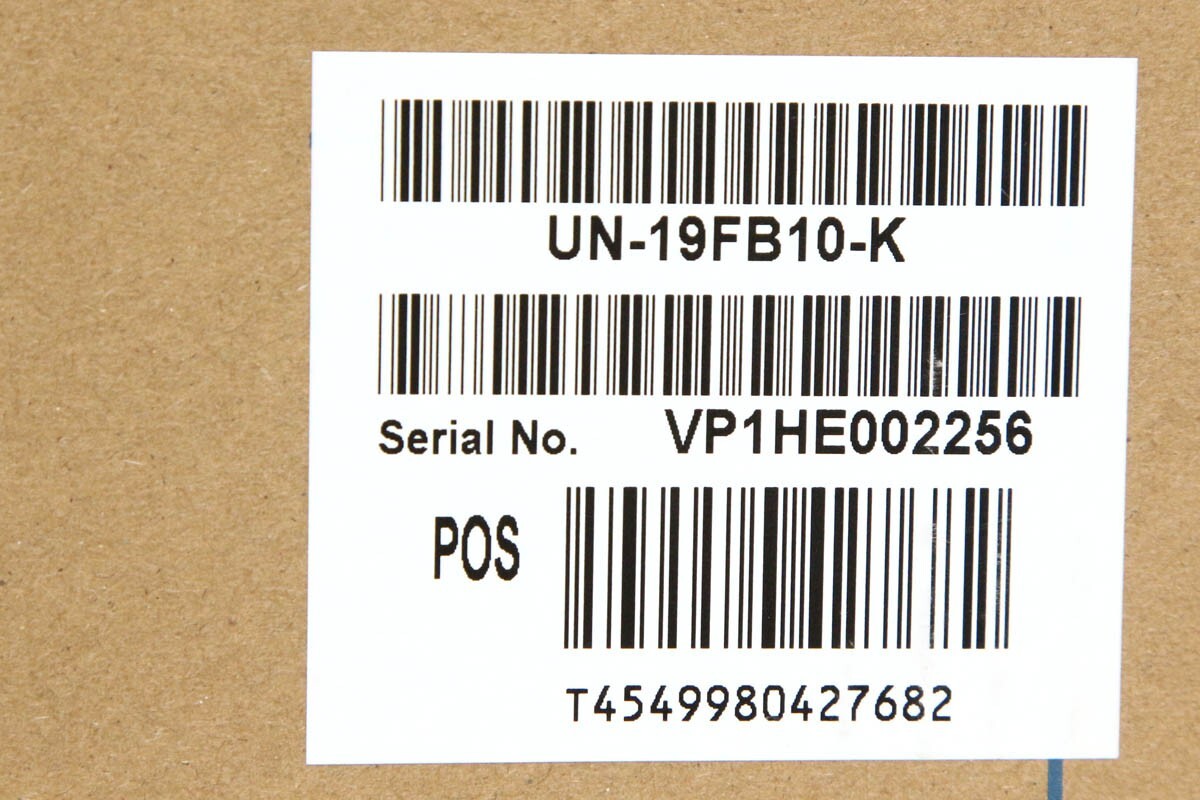 UN-19FB10-K
Serial No. VP1HE002256
POS
T4549980427682